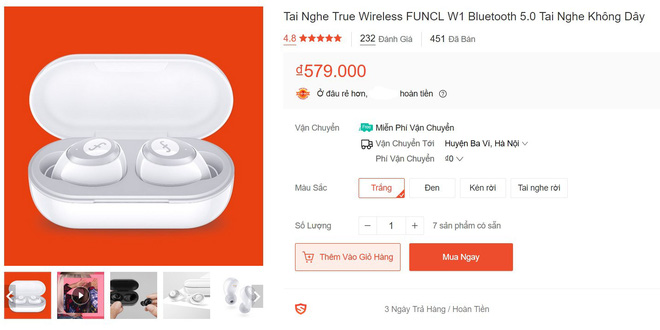 Tai Nghe True Wireless FUNCL W1 Bluetooth 5.0 Tai Nghe Không Dây
4.8 232 Đánh Giá 451 Đã Bán
₫579.000
Ở đâu rẻ hơn, hoàn tiền
Vận Chuyển Miễn Phí Vận Chuyển
Vận Chuyển Tới Huyện Ba Vì, Hà Nội
Phí Vận Chuyển ₫0
Màu Sắc Trắng Đen Kén rời Tai nghe rời
Số Lượng − 1 + 7 sản phẩm có sẵn
Thêm Vào Giỏ Hàng Mua Ngay
3 Ngày Trả Hàng / Hoàn Tiền